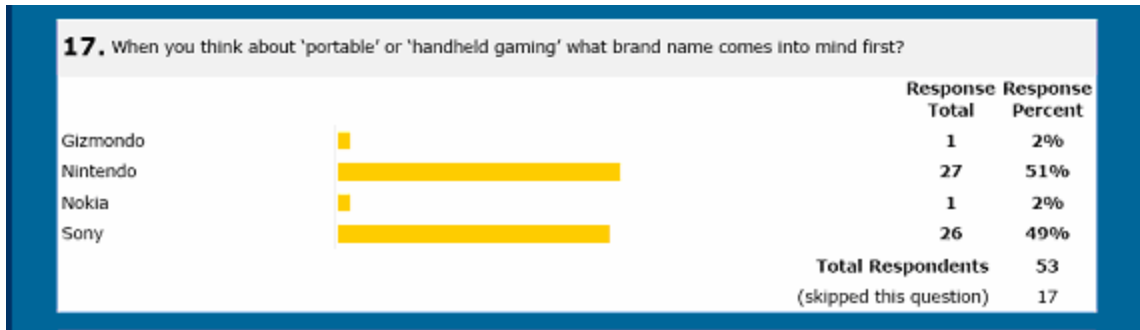 17. When you think about ‘portable’ or ‘handheld gaming’ what brand name comes into mind first?
Response Response
Total Percent
Gizmondo 1 2%
Nintendo 27 51%
Nokia 1 2%
Sony 26 49%
Total Respondents 53
(skipped this question) 17